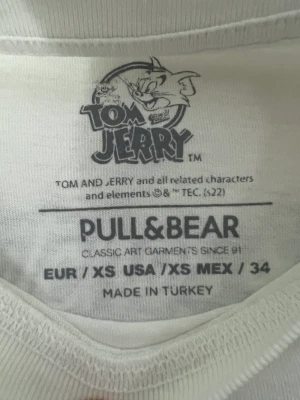 TOM
JERRY TM
TOM AND JERRY and all related characters
and elements ©& ™ TEC. (s22)
PULL&BEAR
CLASSIC ART GARMENTS SINCE 91
EUR / XS USA /XS MEX / 34
MADE IN TURKEY